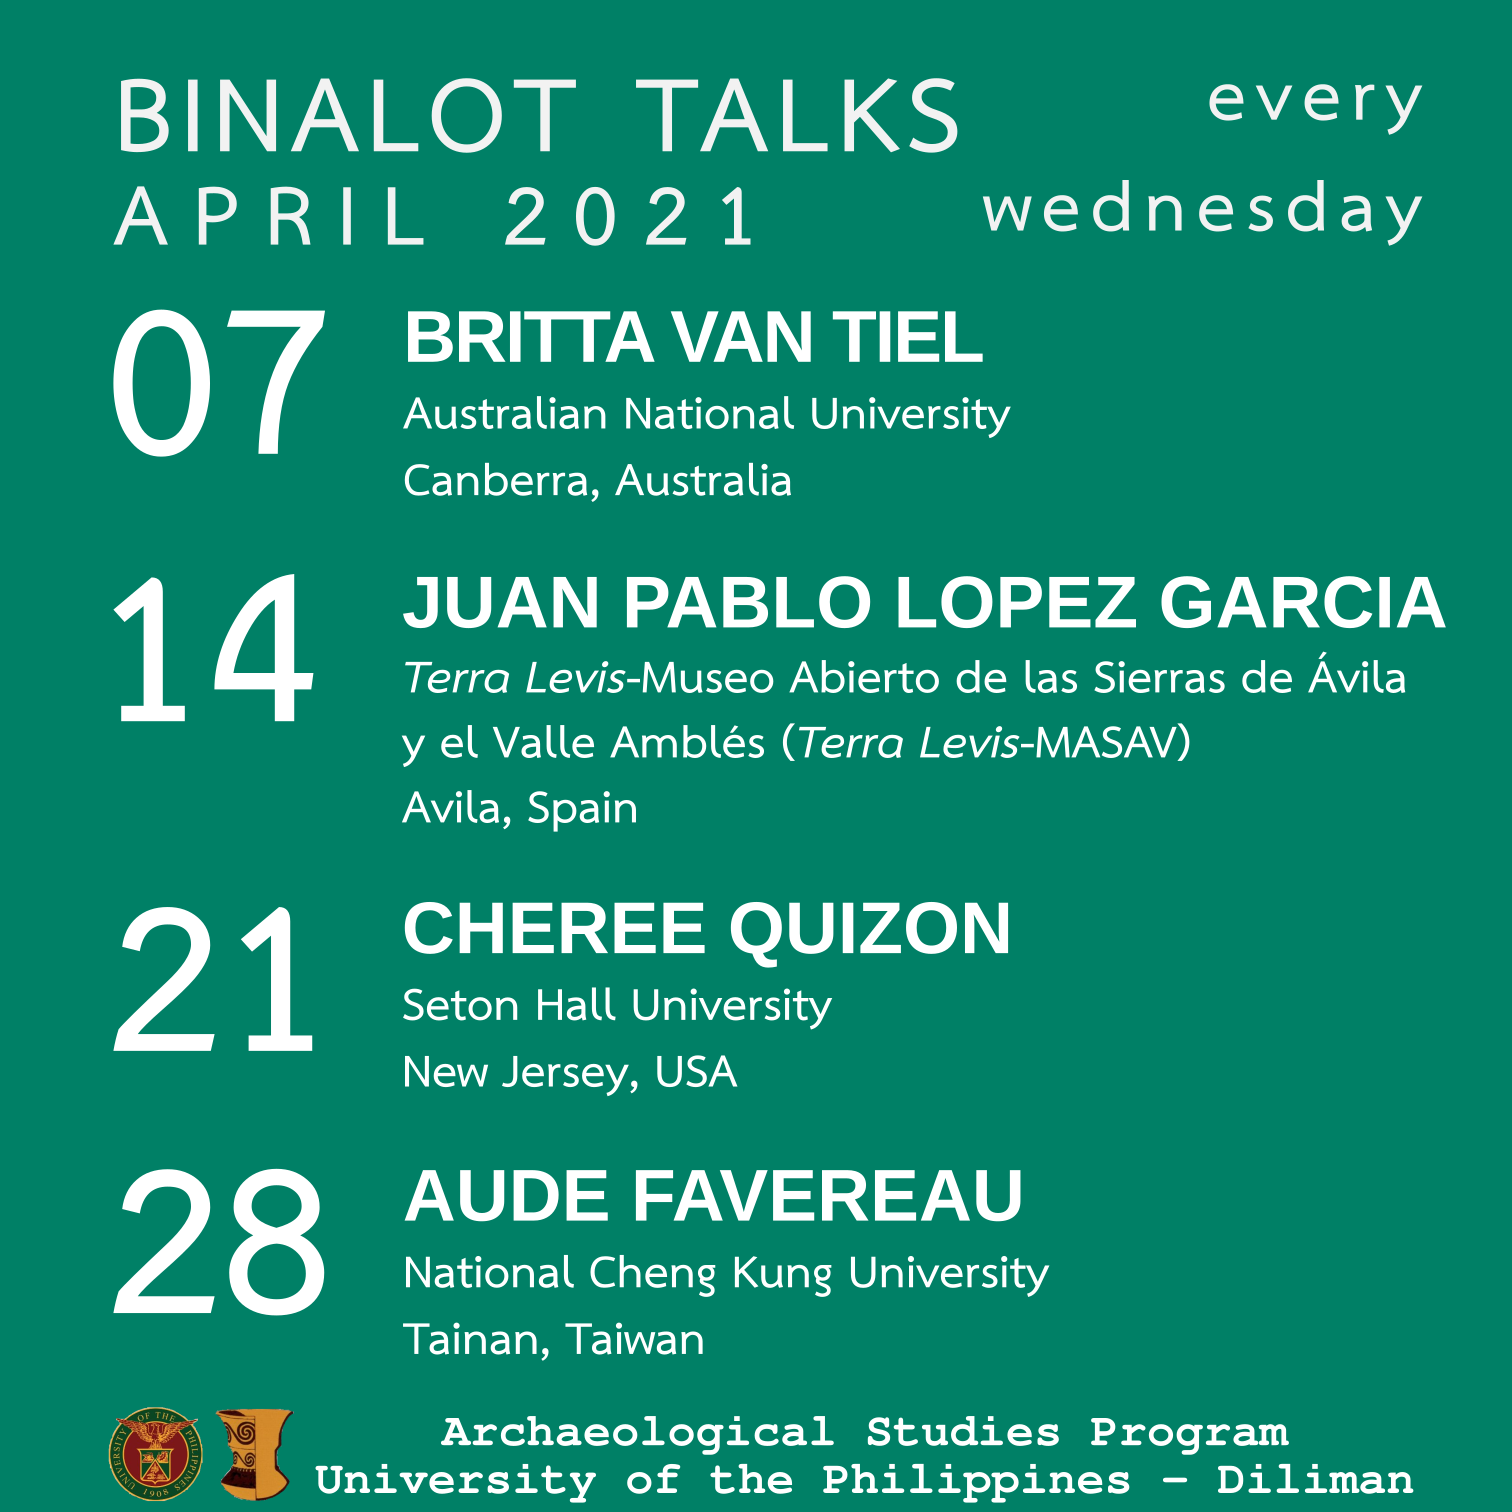 BINALOT TALKS
APRIL 2021
every
wednesday
07
BRITTA VAN TIEL
Australian National University
Canberra, Australia
14
JUAN PABLO LOPEZ GARCIA
Terra Levis-Museo Abierto de las Sierras de Ávila
y el Valle Amblés (Terra Levis-MASAV)
Avila, Spain
21
CHEREE QUIZON
Seton Hall University
New Jersey, USA
28
AUDE FAVEREAU
National Cheng Kung University
Tainan, Taiwan
UNIVERSITY OF THE PHILIPPINES
1908
Archaeological Studies Program
University of the Philippines – Diliman